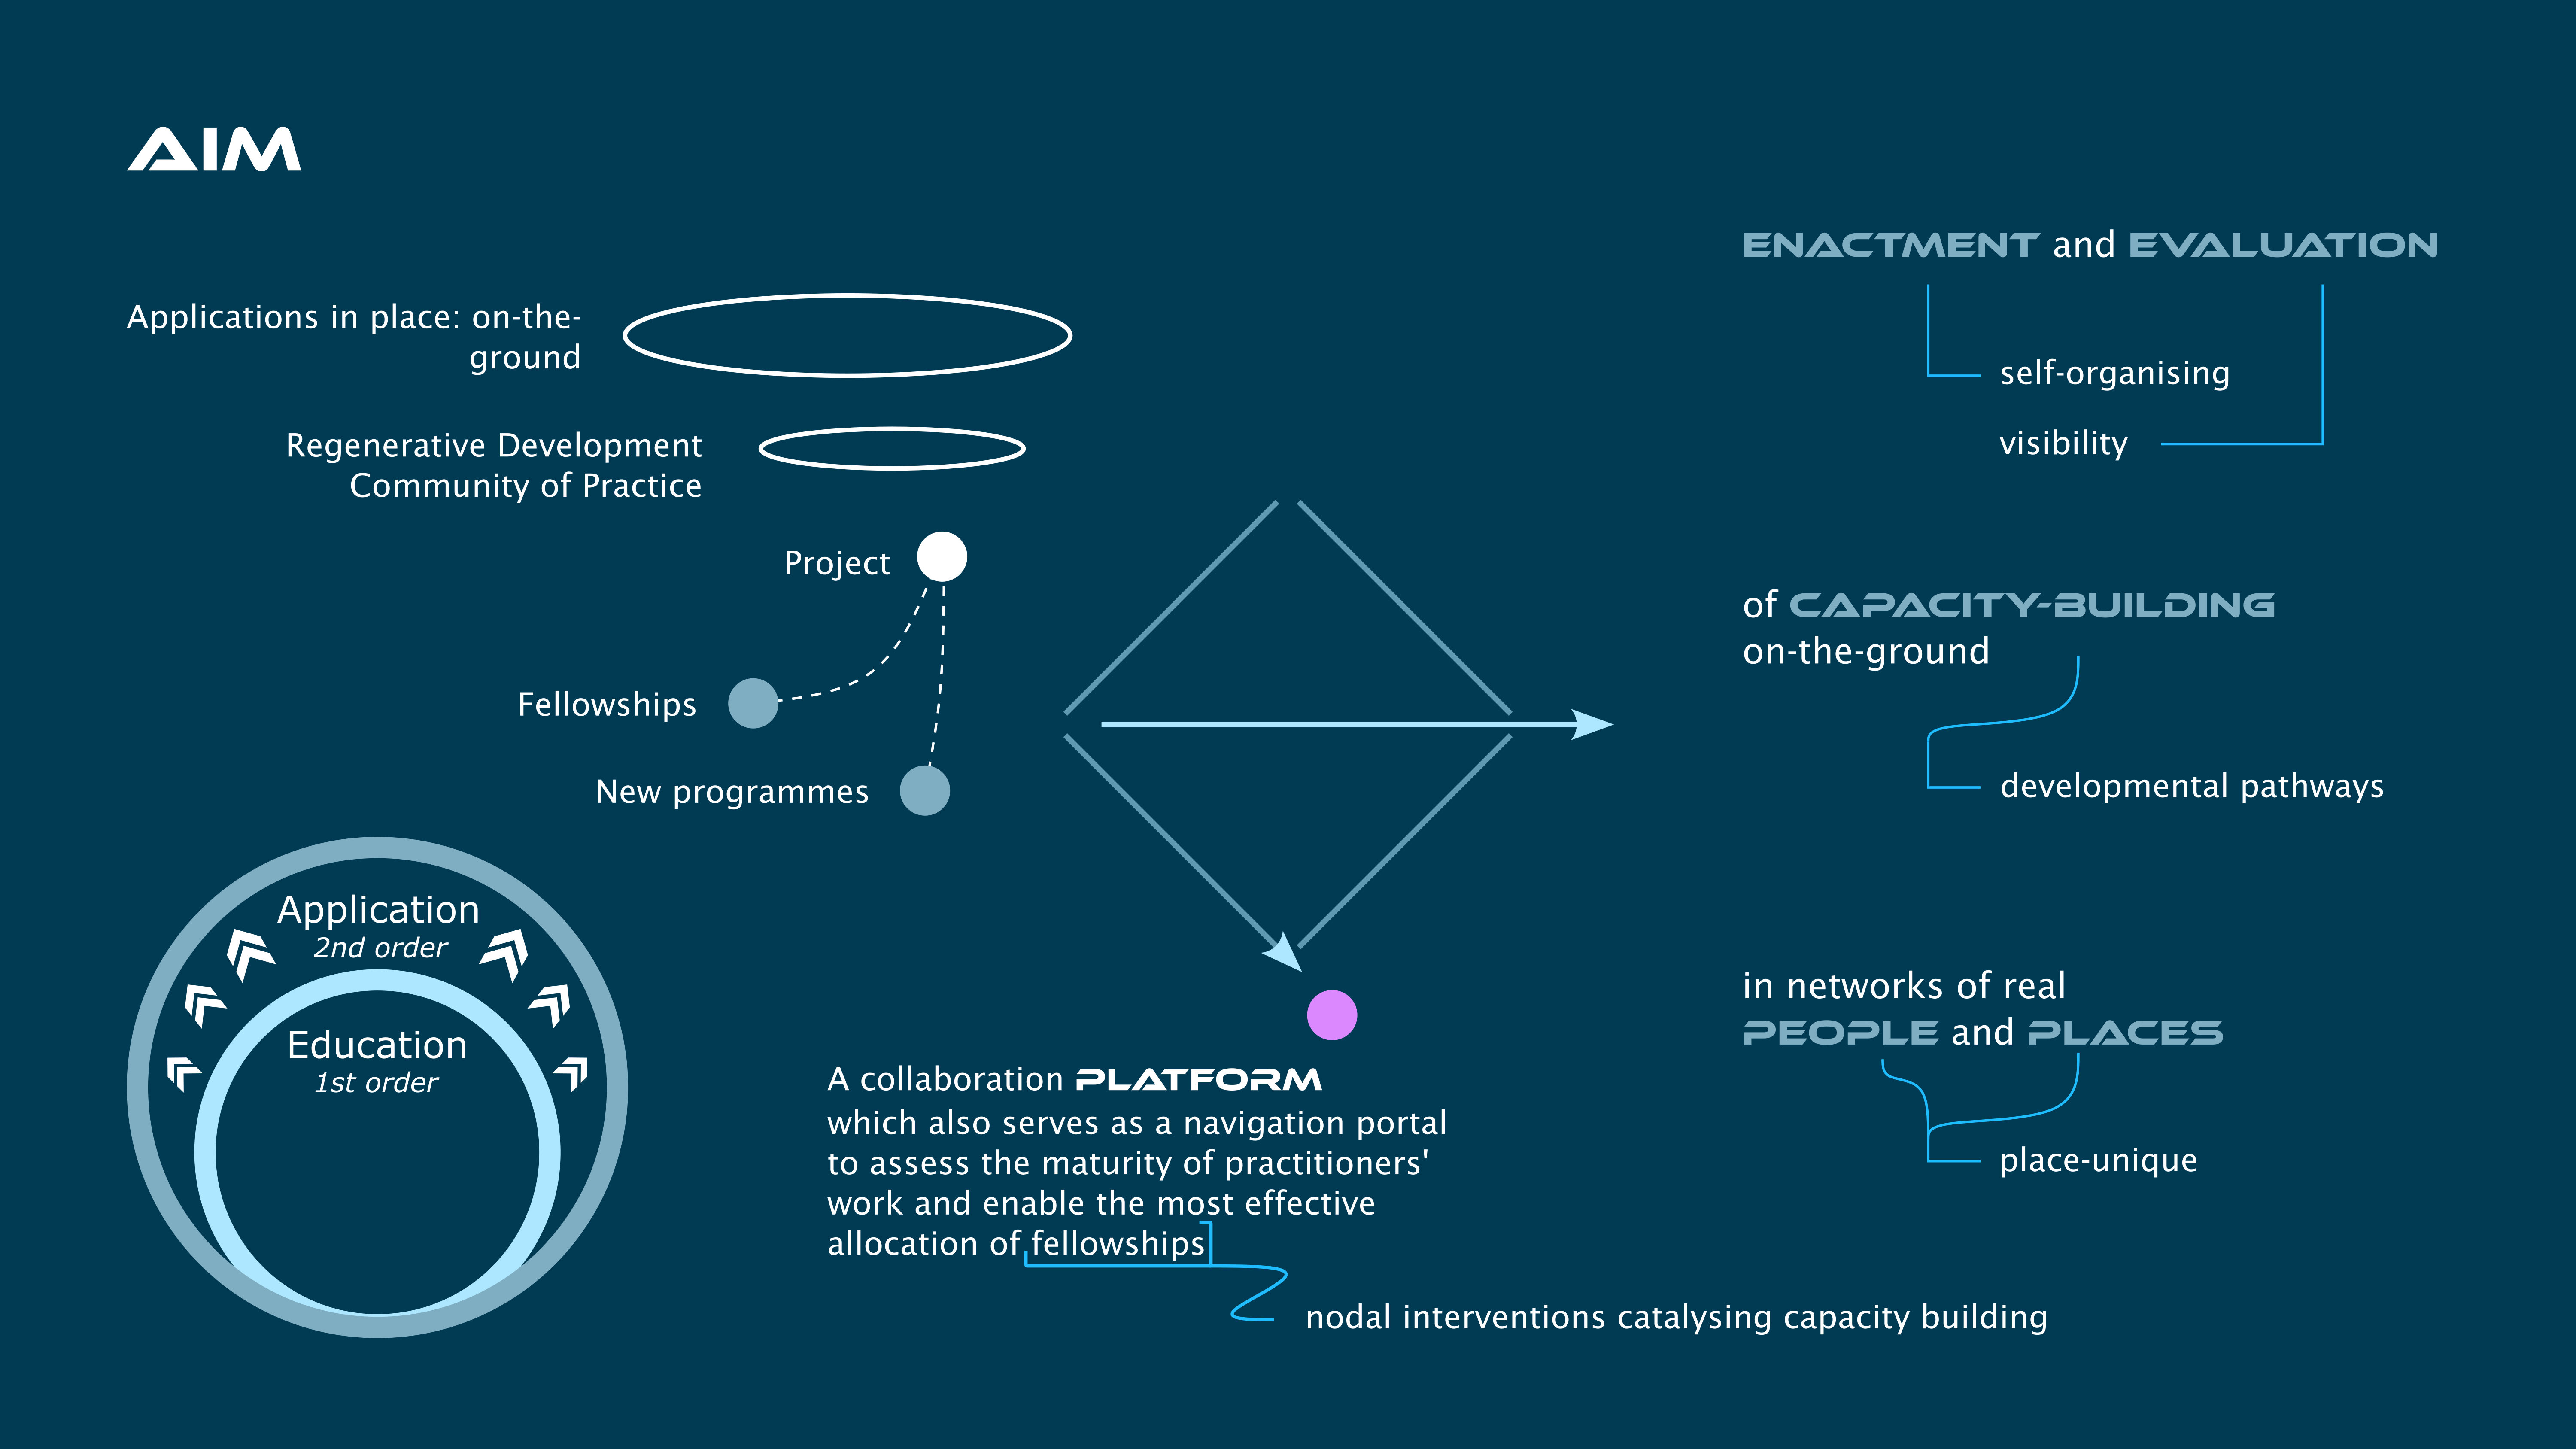 AIM
Applications in place: on-the-
ground
Regenerative Development
Community of Practice
Project
Fellowships
New programmes
Application
2nd order
Education
1st order
A collaboration PLATFORM
which also serves as a navigation portal
to assess the maturity of practitioners'
work and enable the most effective
allocation of fellowships
nodal interventions catalysing capacity building
ENACTMENT and EVALUATION
self-organising
visibility
of CAPACITY-BUILDING
on-the-ground
developmental pathways
in networks of real
PEOPLE and PLACES
place-unique